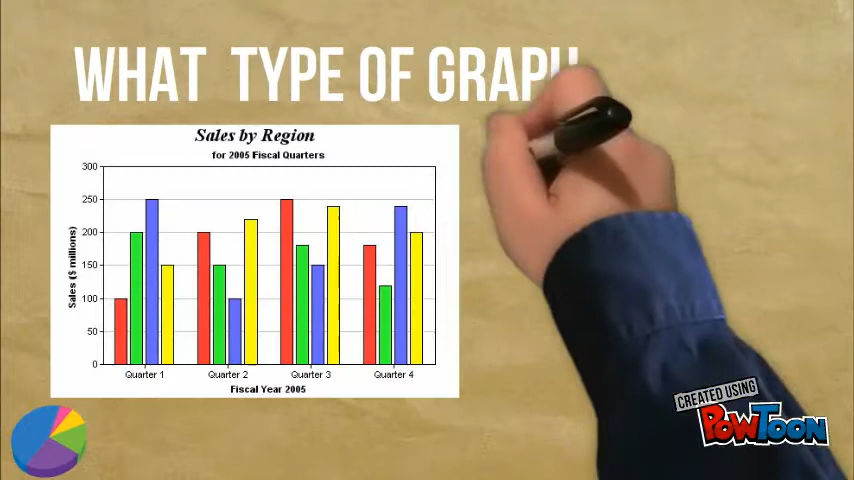 WHAT TYPE OF GRAPH
Sales by Region
for 2005 Fiscal Quarters
300
250
200
150
100
50
0
Sales ($ millions)
Quarter 1 Quarter 2 Quarter 3 Quarter 4
Fiscal Year 2005
CREATED USING
POWTOON